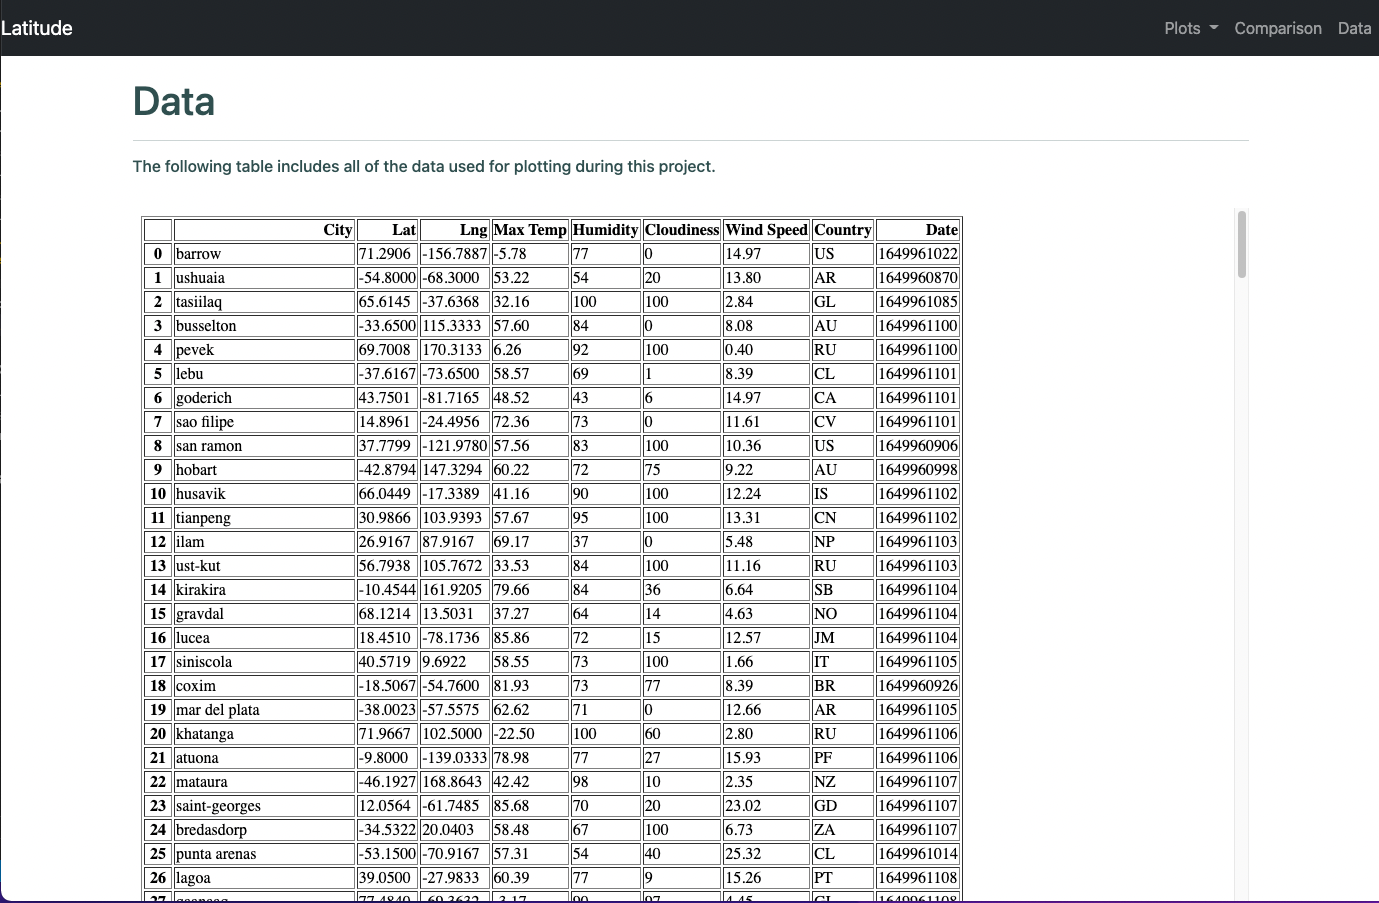 Latitude Plots Comparison Data
Data
The following table includes all of the data used for plotting during this project.
City Lat Lng Max Temp Humidity Cloudiness Wind Speed Country Date
0 barrow 71.2906 -156.7887 -5.78 77 0 14.97 US 1649961022
1 ushuaia -54.8000 -68.3000 53.22 54 20 13.80 AR 1649960870
2 tasiilaq 65.6145 -37.6368 32.16 100 100 2.84 GL 1649961085
3 busselton -33.6500 115.3333 57.60 84 0 8.08 AU 1649961100
4 pevek 69.7008 170.3133 6.26 92 100 0.40 RU 1649961100
5 lebu -37.6167 -73.6500 58.57 69 1 8.39 CL 1649961101
6 goderich 43.7501 -81.7165 48.52 43 6 14.97 CA 1649961101
7 sao filipe 14.8961 -24.4956 72.36 73 0 11.61 CV 1649961101
8 san ramon 37.7799 -121.9780 57.56 83 100 10.36 US 1649960906
9 hobart -42.8794 147.3294 60.22 72 75 9.22 AU 1649960998
10 husavik 66.0449 -17.3389 41.16 90 100 12.24 IS 1649961102
11 tianpeng 30.9866 103.9393 57.67 95 100 13.31 CN 1649961102
12 ilam 26.9167 87.9167 69.17 37 0 5.48 NP 1649961103
13 ust-kut 56.7938 105.7672 33.53 84 100 11.16 RU 1649961103
14 kirakira -10.4544 161.9205 79.66 84 36 6.64 SB 1649961104
15 gravdal 68.1214 13.5031 37.27 64 14 4.63 NO 1649961104
16 lucea 18.4510 -78.1736 85.86 72 15 12.57 JM 1649961104
17 siniscola 40.5719 9.6922 58.55 73 100 1.66 IT 1649961105
18 coxim -18.5067 -54.7600 81.93 73 77 8.39 BR 1649960926
19 mar del plata -38.0023 -57.5575 62.62 71 0 12.66 AR 1649961105
20 khatanga 71.9667 102.5000 -22.50 100 60 2.80 RU 1649961106
21 atuona -9.8000 -139.0333 78.98 77 27 15.93 PF 1649961106
22 mataura -46.1927 168.8643 42.42 98 10 2.35 NZ 1649961107
23 saint-georges 12.0564 -61.7485 85.68 70 20 23.02 GD 1649961107
24 bredasdorp -34.5322 20.0403 58.48 67 100 6.73 ZA 1649961107
25 punta arenas -53.1500 -70.9167 57.31 54 40 25.32 CL 1649961014
26 lagoa 39.0500 -27.9833 60.39 77 9 15.26 PT 1649961108